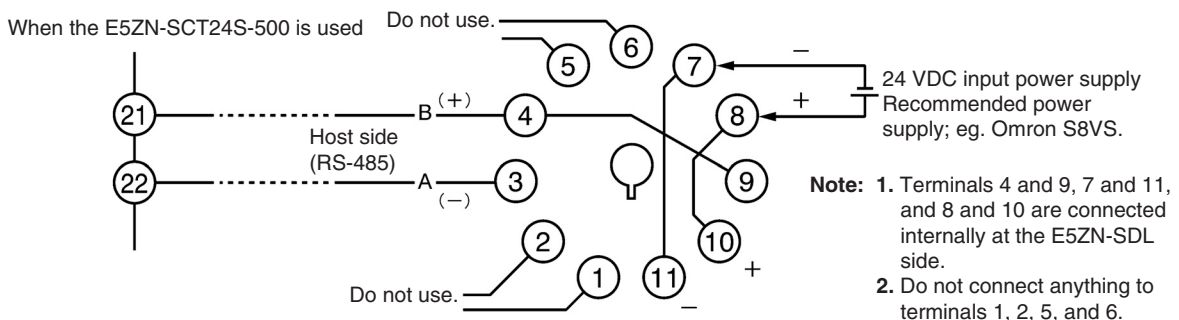 When the E5ZN-SCT24S-500 is used
Do not use.
6
5
7
–
24 VDC input power supply
Recommended power
supply; eg. Omron S8VS.
+
8
21
B (+)
4
Host side
(RS-485)
22
A
(–)
3
9
2
10
+
1
11
–
Do not use.
Note: 1. Terminals 4 and 9, 7 and 11,
and 8 and 10 are connected
internally at the E5ZN-SDL
side.
2. Do not connect anything to
terminals 1, 2, 5, and 6.